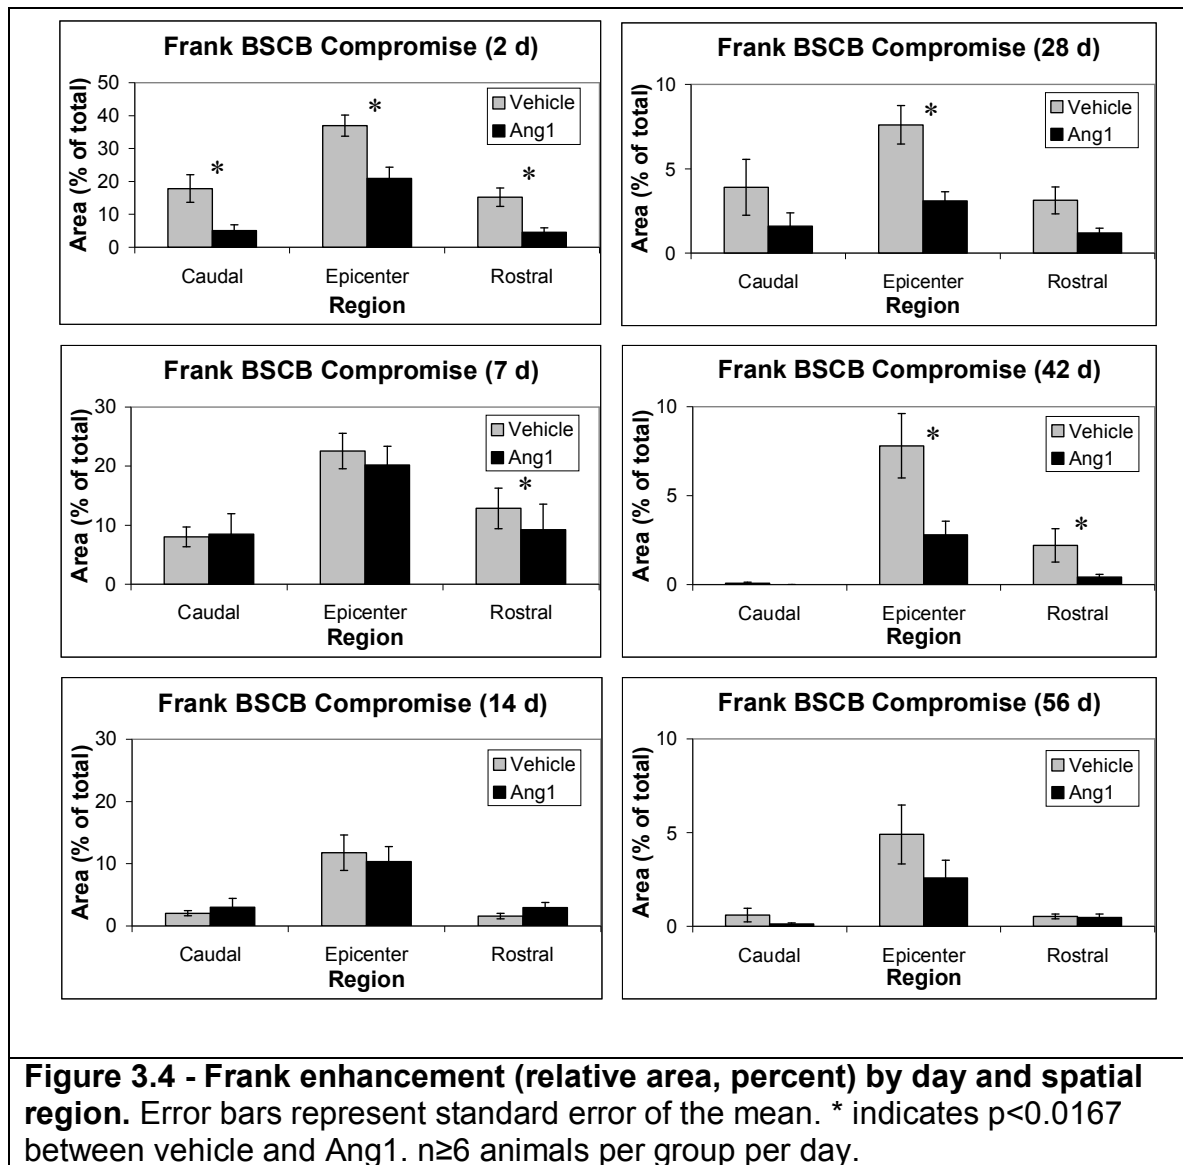 Frank BSCB Compromise (2 d)
Area (% of total)
50
40
30
20
10
0
* * *
Vehicle
Ang1
Caudal Epicenter Rostral
Region
Frank BSCB Compromise (28 d)
Area (% of total)
10
5
0
*
Vehicle
Ang1
Caudal Epicenter Rostral
Region
Frank BSCB Compromise (7 d)
Area (% of total)
30
20
10
0
*
Vehicle
Ang1
Caudal Epicenter Rostral
Region
Frank BSCB Compromise (42 d)
Area (% of total)
10
5
0
* *
Vehicle
Ang1
Caudal Epicenter Rostral
Region
Frank BSCB Compromise (14 d)
Area (% of total)
30
20
10
0
Vehicle
Ang1
Caudal Epicenter Rostral
Region
Frank BSCB Compromise (56 d)
Area (% of total)
10
5
0
Vehicle
Ang1
Caudal Epicenter Rostral
Region
Figure 3.4 - Frank enhancement (relative area, percent) by day and spatial
region. Error bars represent standard error of the mean. * indicates p<0.0167
between vehicle and Ang1. n≥6 animals per group per day.